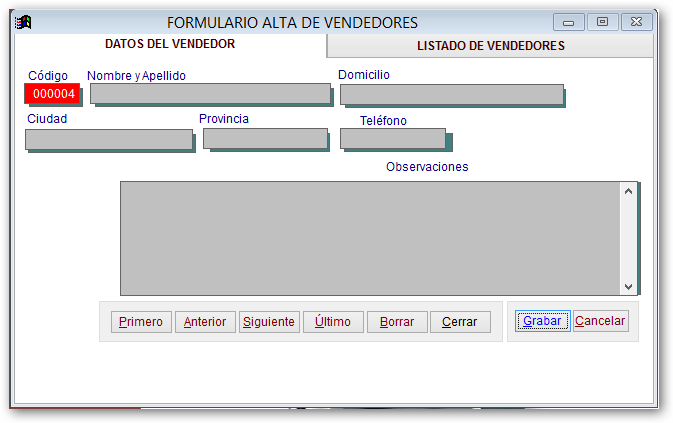 FORMULARIO ALTA DE VENDEDORES
DATOS DEL VENDEDOR LISTADO DE VENDEDORES
Código Nombre y Apellido Domicilio
000004
Ciudad Provincia Teléfono
Observaciones
Primero Anterior Siguiente Último Borrar Cerrar Grabar Cancelar